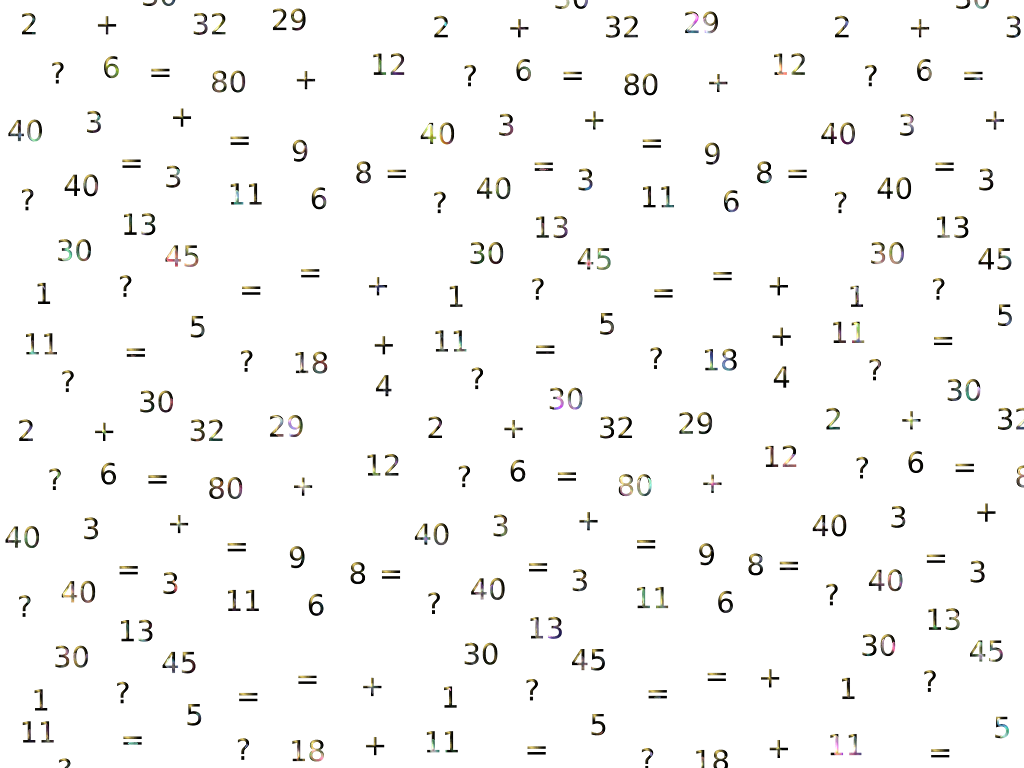 2 + 30 32 29 2 + 30 32 29 2 + 30 3
? 6 = 80 + 12 ? 6 = 80 + 12 ? 6 =
40 3 + = 9 40 3 + = 9 40 3 +
? 40 = 3 11 6 8 = ? 40 = 3 11 6 8 = ? 40 = 3
13 13 13
30 45 30 45 30 45
1 ? = = + 1 ? = = + 1 ?
11 = 5 ? 18 + 11 = 5 ? 18 + 11 = 5
? 4 ? 4 ?
30 30 30
2 + 32 29 2 + 32 29 2 + 32
? 6 = 80 + 12 ? 6 = 80 + 12 ? 6 = 8
40 3 + = 9 40 3 + = 9 40 3 +
? 40 = 3 11 6 8 = ? 40 = 3 11 6 8 = ? 40 = 3
13 13 13
30 45 30 45 30 45
1 ? = = + 1 ? = = + 1 ?
11 = 5 ? 18 + 11 = 5 ? 18 + 11 = 5
?